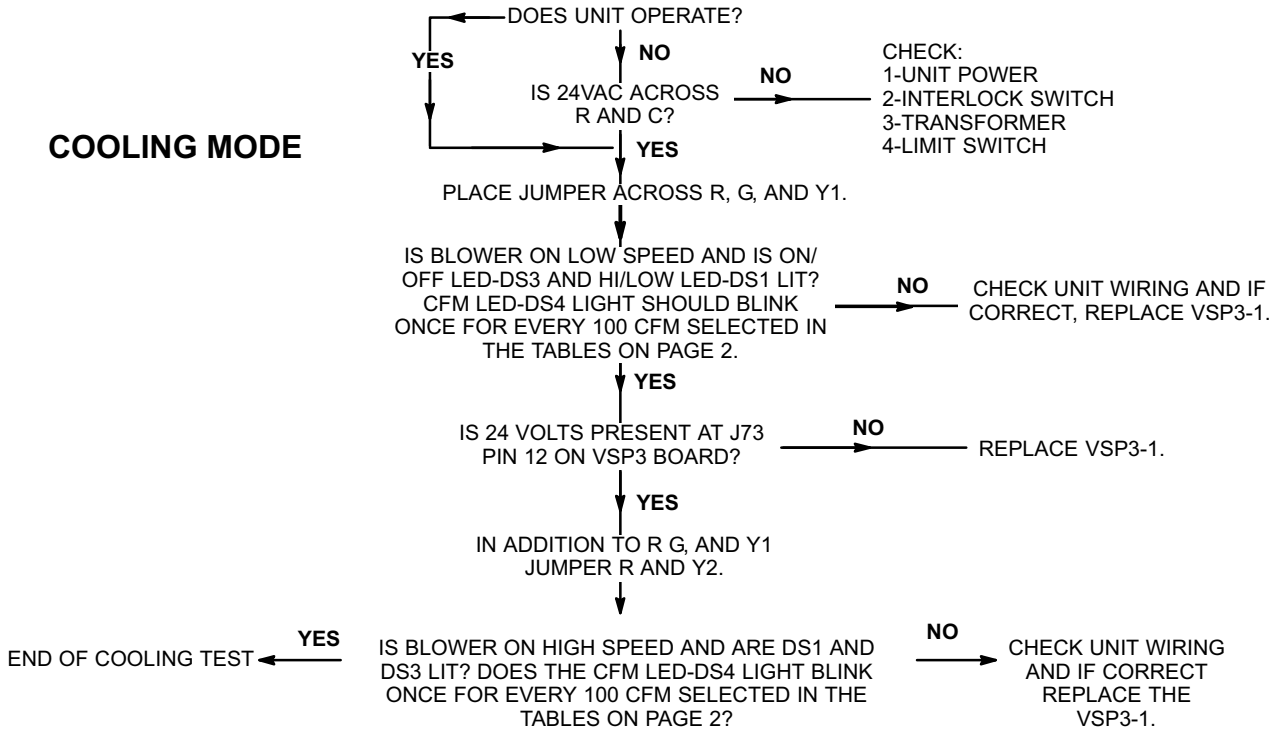 DOES UNIT OPERATE?
YES
NO
IS 24VAC ACROSS
R AND C?
NO
CHECK:
1-UNIT POWER
2-INTERLOCK SWITCH
3-TRANSFORMER
4-LIMIT SWITCH
COOLING MODE
YES
PLACE JUMPER ACROSS R, G, AND Y1.
IS BLOWER ON LOW SPEED AND IS ON/
OFF LED-DS3 AND HI/LOW LED-DS1 LIT?
CFM LED-DS4 LIGHT SHOULD BLINK
ONCE FOR EVERY 100 CFM SELECTED IN
THE TABLES ON PAGE 2.
NO
CHECK UNIT WIRING AND IF
CORRECT, REPLACE VSP3-1.
YES
IS 24 VOLTS PRESENT AT J73
PIN 12 ON VSP3 BOARD?
NO
REPLACE VSP3-1.
YES
IN ADDITION TO R G, AND Y1
JUMPER R AND Y2.
IS BLOWER ON HIGH SPEED AND ARE DS1 AND
DS3 LIT? DOES THE CFM LED-DS4 LIGHT BLINK
ONCE FOR EVERY 100 CFM SELECTED IN THE
TABLES ON PAGE 2?
YES
END OF COOLING TEST
NO
CHECK UNIT WIRING
AND IF CORRECT
REPLACE THE
VSP3-1.